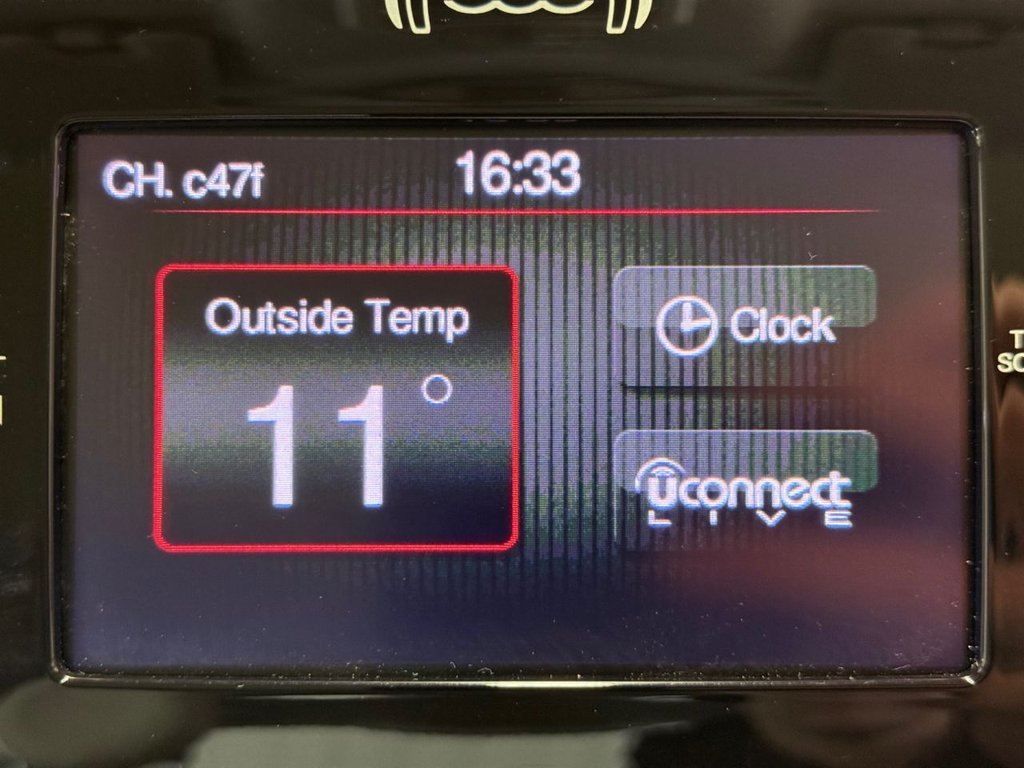 CH. c47f 16:33
Outside Temp
11°
Clock
uconnect
LIVE